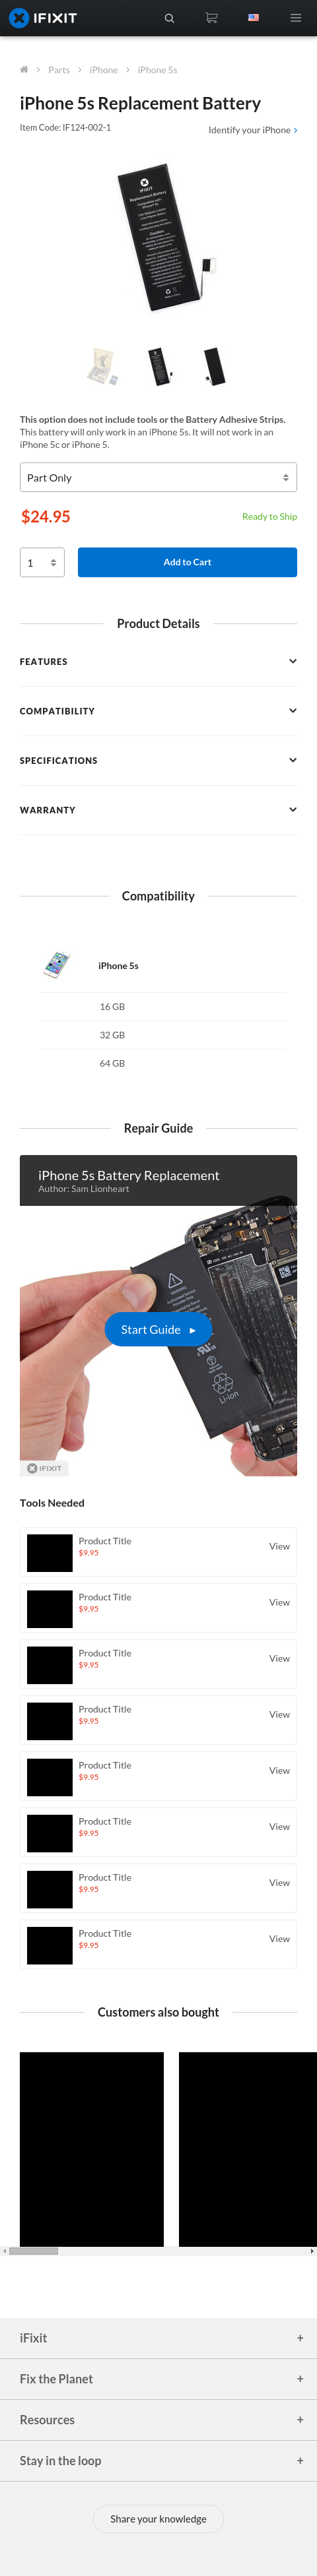 IFIXIT
Parts
iPhone
iPhone 5s
iPhone 5s Replacement Battery
Item Code: IF124-002-1
Identify your iPhone
IFIXIT
Replacement Battery
This option does not include tools or the Battery Adhesive Strips.
This battery will only work in an iPhone 5s. It will not work in an
iPhone 5c or iPhone 5.
Part Only
$24.95
Ready to Ship
1
Add to Cart
Product Details
FEATURES
COMPATIBILITY
SPECIFICATIONS
WARRANTY
Compatibility
iPhone 5s
16 GB
32 GB
64 GB
Repair Guide
iPhone 5s Battery Replacement
Author: Sam Lionheart
Start Guide
Li-ion
IFIXIT
Tools Needed
Product Title
$9.95
View
Product Title
$9.95
View
Product Title
$9.95
View
Product Title
$9.95
View
Product Title
$9.95
View
Product Title
$9.95
View
Product Title
$9.95
View
Product Title
$9.95
View
Customers also bought
iFixit +
Fix the Planet +
Resources +
Stay in the loop +
Share your knowledge